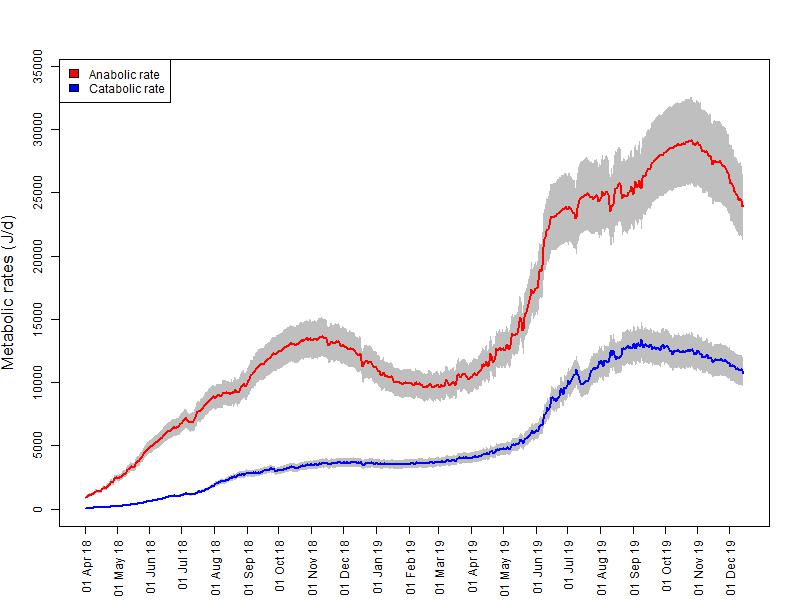 Anabolic rate
Catabolic rate
Metabolic rates (J/d)
35000
30000
25000
20000
15000
10000
5000
0
01 Apr 18
01 May 18
01 Jun 18
01 Jul 18
01 Aug 18
01 Sep 18
01 Oct 18
01 Nov 18
01 Dec 18
01 Jan 19
01 Feb 19
01 Mar 19
01 Apr 19
01 May 19
01 Jun 19
01 Jul 19
01 Aug 19
01 Sep 19
01 Oct 19
01 Nov 19
01 Dec 19